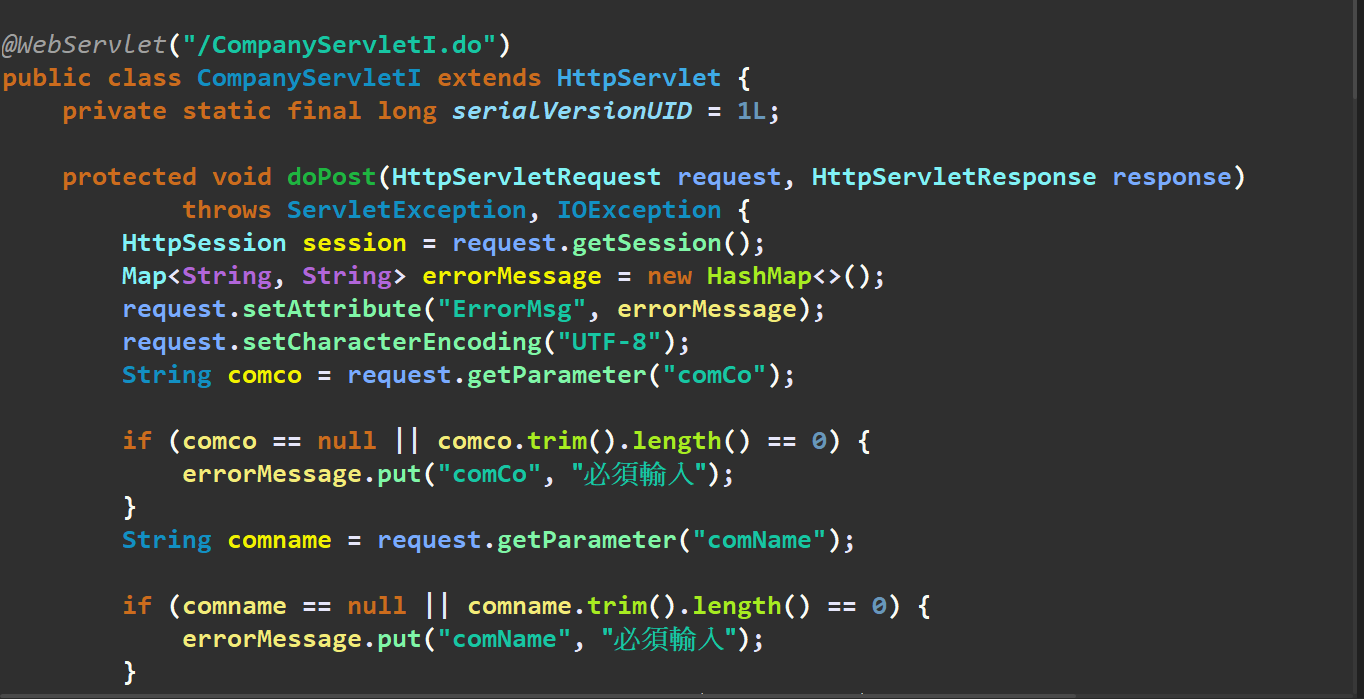 @WebServlet("/CompanyServletI.do")
public class CompanyServletI extends HttpServlet {
    private static final long serialVersionUID = 1L;

    protected void doPost(HttpServletRequest request, HttpServletResponse response)
            throws ServletException, IOException {
        HttpSession session = request.getSession();
        Map<String, String> errorMessage = new HashMap<>();
        request.setAttribute("ErrorMsg", errorMessage);
        request.setCharacterEncoding("UTF-8");
        String comco = request.getParameter("comCo");

        if (comco == null || comco.trim().length() == 0) {
            errorMessage.put("comCo", "必須輸入");
        }
        String comname = request.getParameter("comName");

        if (comname == null || comname.trim().length() == 0) {
            errorMessage.put("comName", "必須輸入");
        }